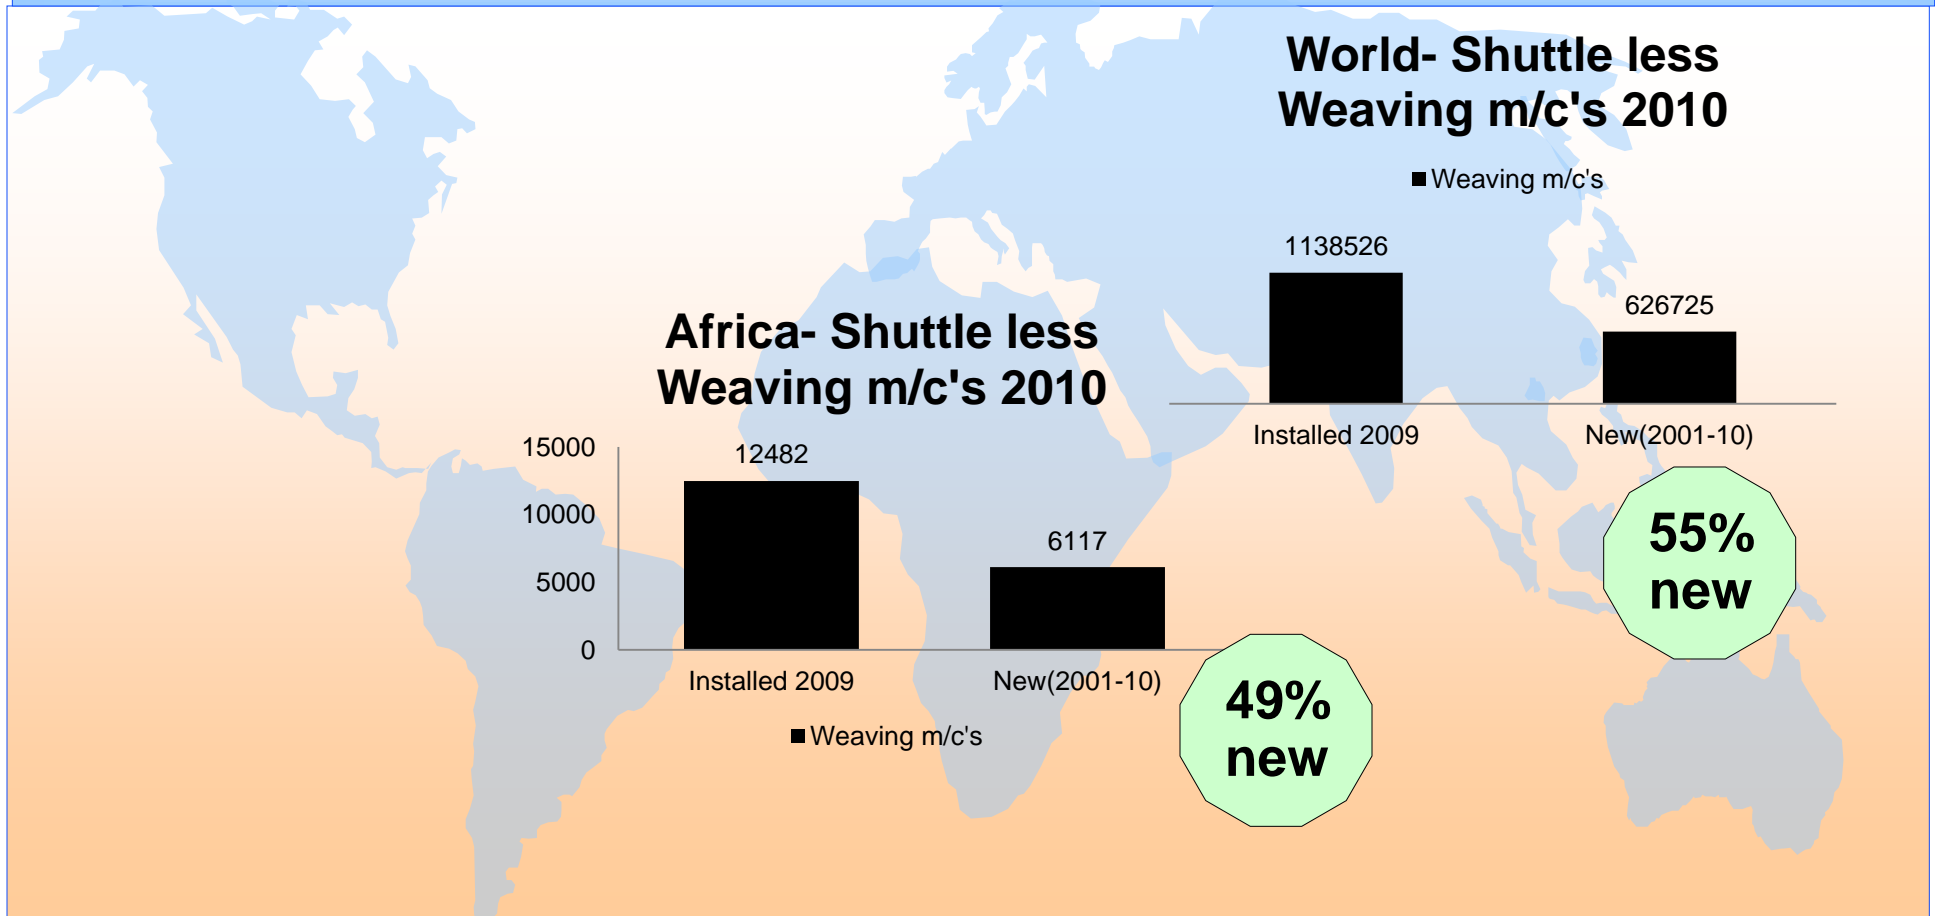 World- Shuttle less
Weaving m/c's 2010
Weaving m/c's
1138526
626725
Installed 2009
New(2001-10)
55%
new
Africa- Shuttle less
Weaving m/c's 2010
15000
10000
5000
0
12482
6117
Installed 2009
New(2001-10)
Weaving m/c's
49%
new